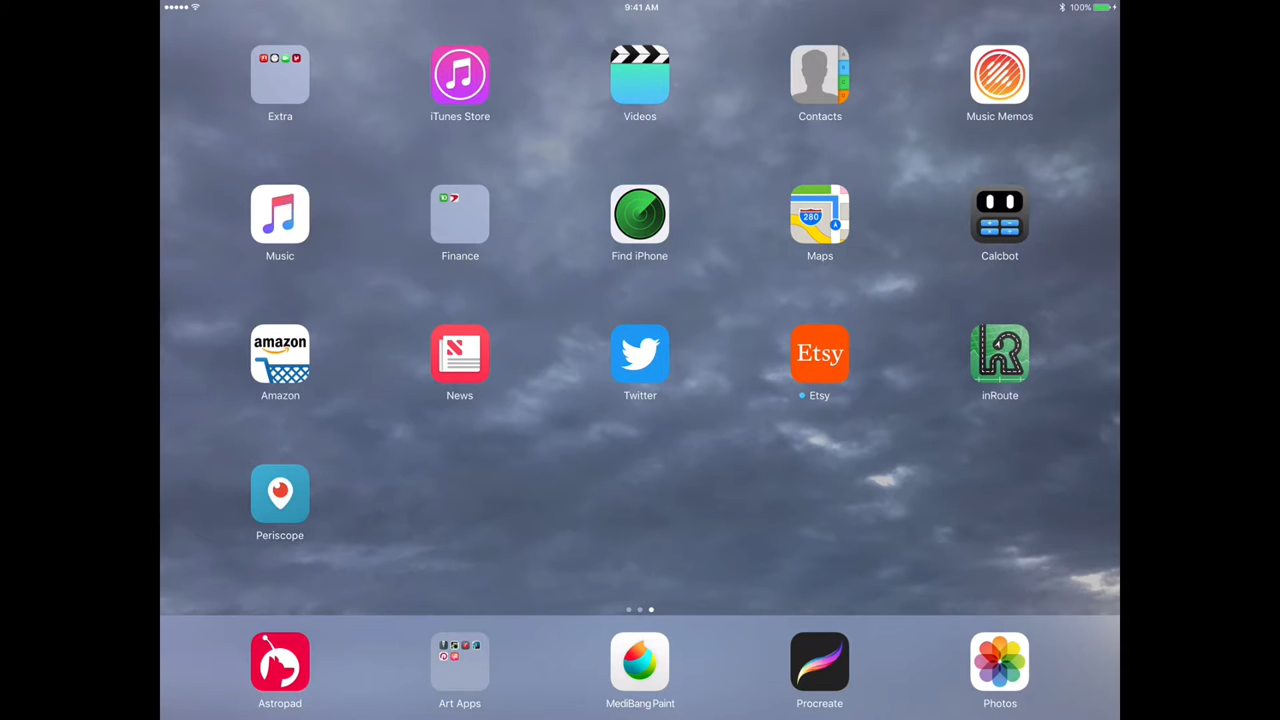 9:41 AM
100%
Extra
iTunes Store
Videos
Contacts
Music Memos
Music
Finance
280
Find iPhone
Maps
Calcbot
amazon
Etsy
Amazon
News
Twitter
Etsy
inRoute
Periscope
Astropad
Art Apps
MediBang Paint
Procreate
Photos